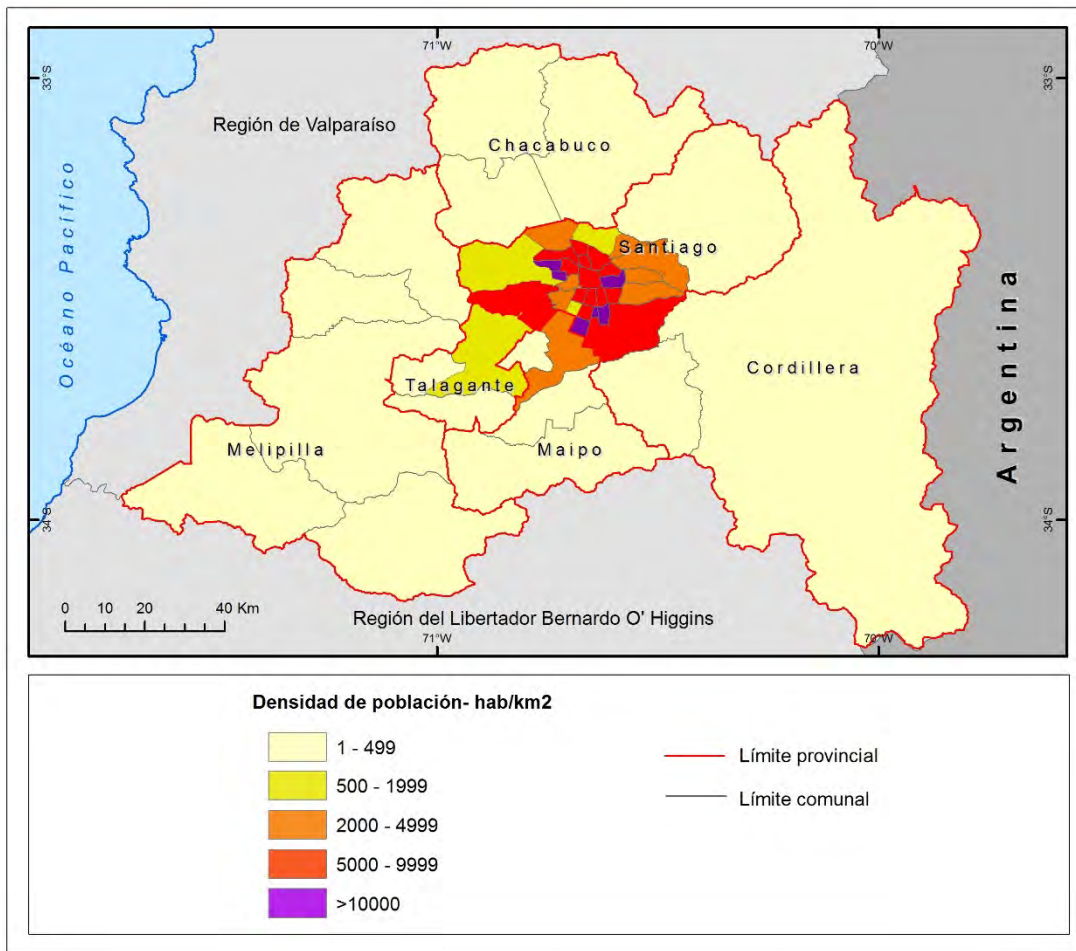 71°W
70°W
33°S
33°S
Región de Valparaíso
Chacabuco
Santiago
Océano Pacífico
Cordillera
Argentina
Talagante
Melipilla
Maipo
34°S
34°S
0 10 20 40 Km
Región del Libertador Bernardo O' Higgins
71°W
70°W
Densidad de población- hab/km2
1 - 499
500 - 1999
2000 - 4999
5000 - 9999
>10000
Límite provincial
Límite comunal